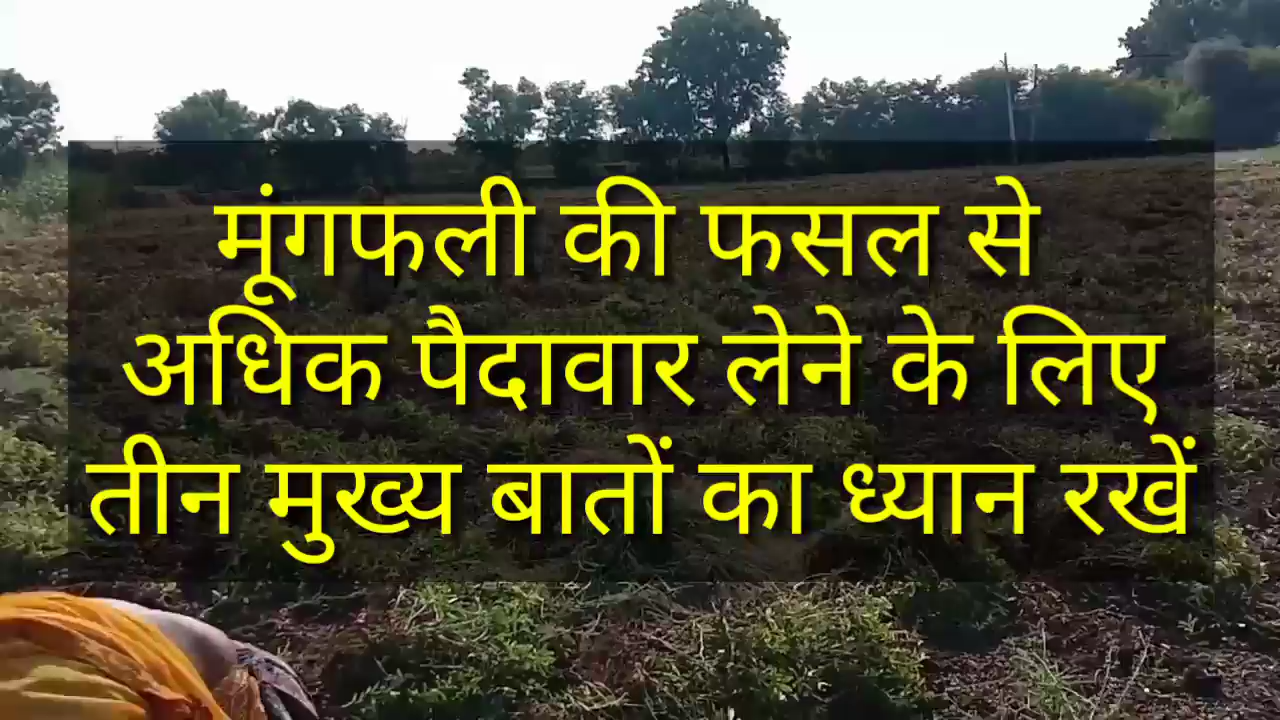 मूंगफली की फसल से
अधिक पैदावार लेने के लिए
तीन मुख्य बातों का ध्यान रखें